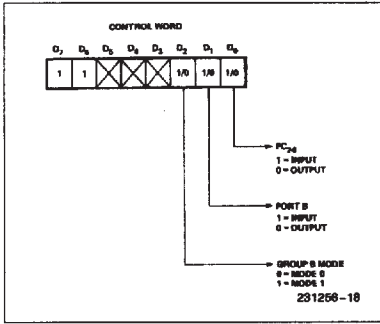 CONTROL WORD
D7 D6 D5 D4 D3 D2 D1 D0
1 1 1/0 1/0 1/0
PC2-0
1 = INPUT
0 = OUTPUT
PORT B
1 = INPUT
0 = OUTPUT
GROUP B MODE
0 = MODE 0
1 = MODE 1
231256-18